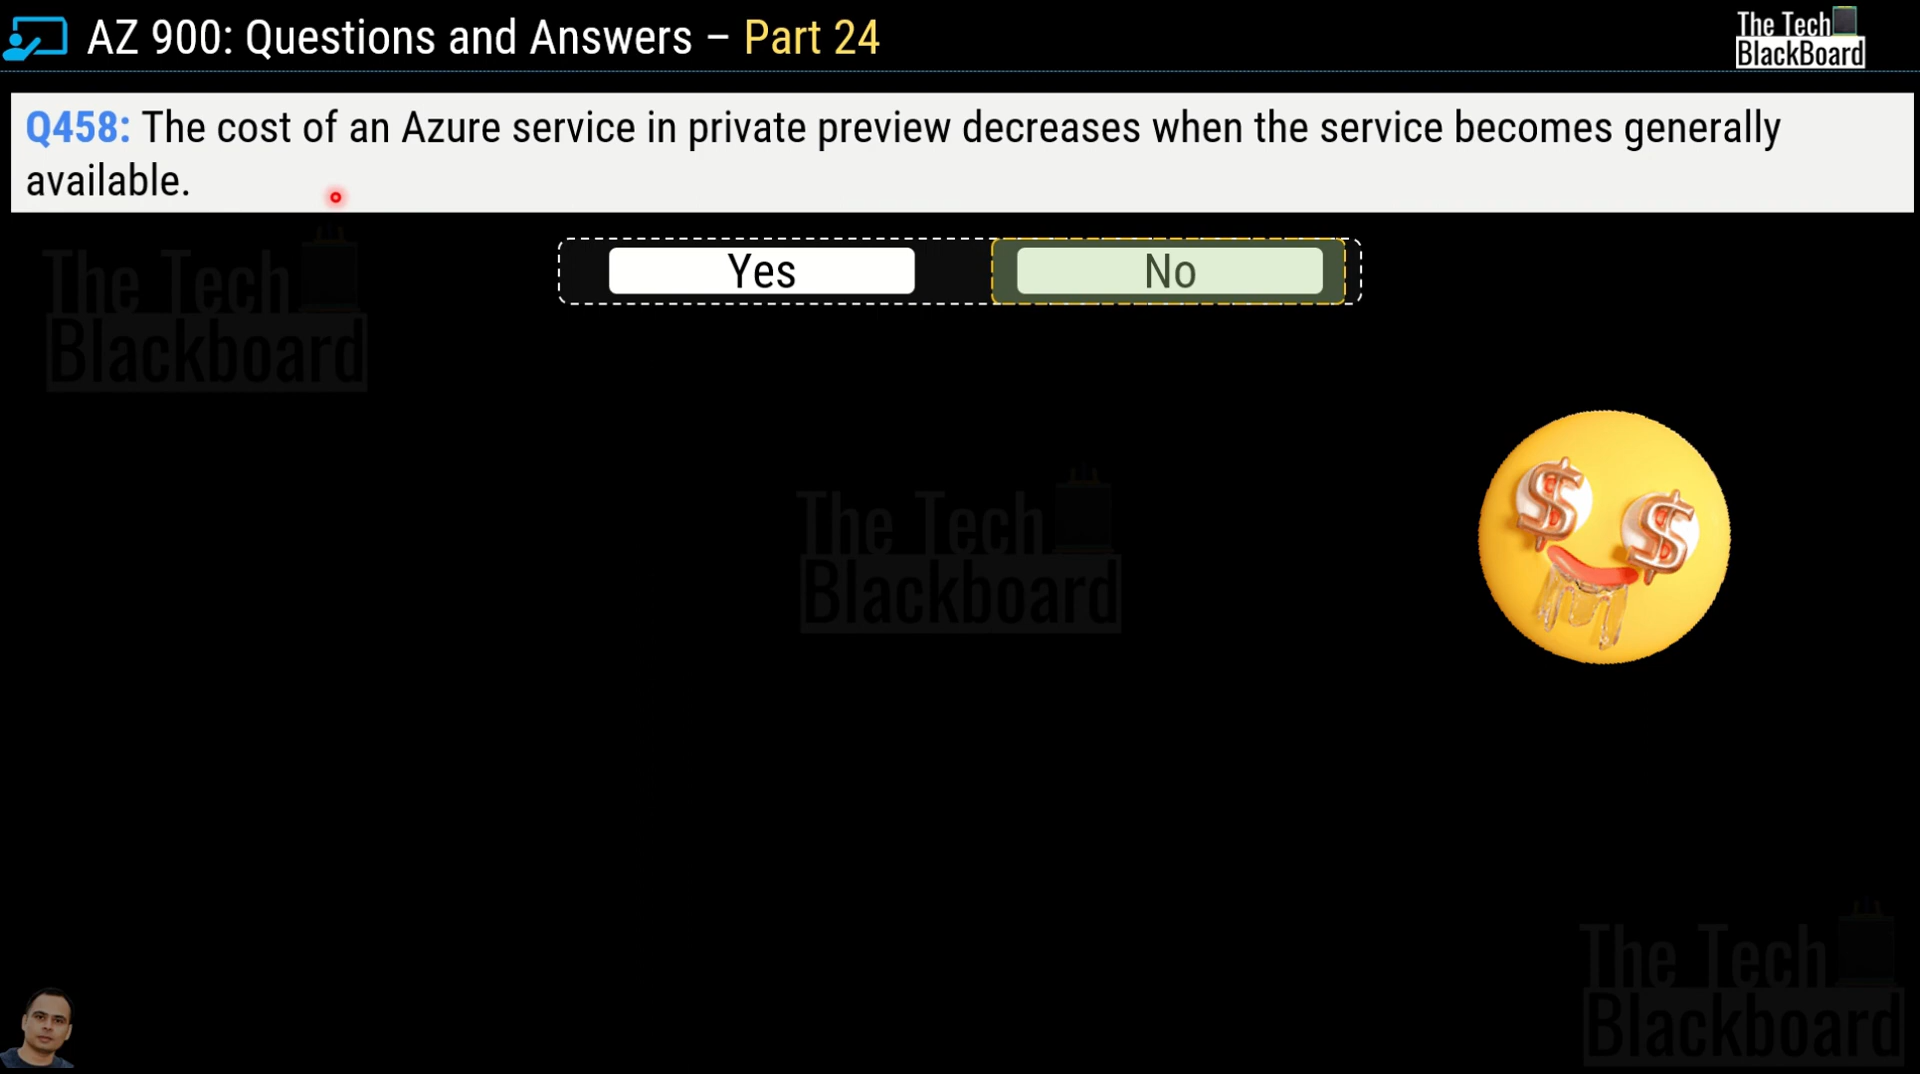 AZ 900: Questions and Answers – Part 24
The Tech
BlackBoard
Q458: The cost of an Azure service in private preview decreases when the service becomes generally
available.
Yes
No
The Tech
Blackboard
$ $
The Tech
Blackboard
The Tech
Blackboard